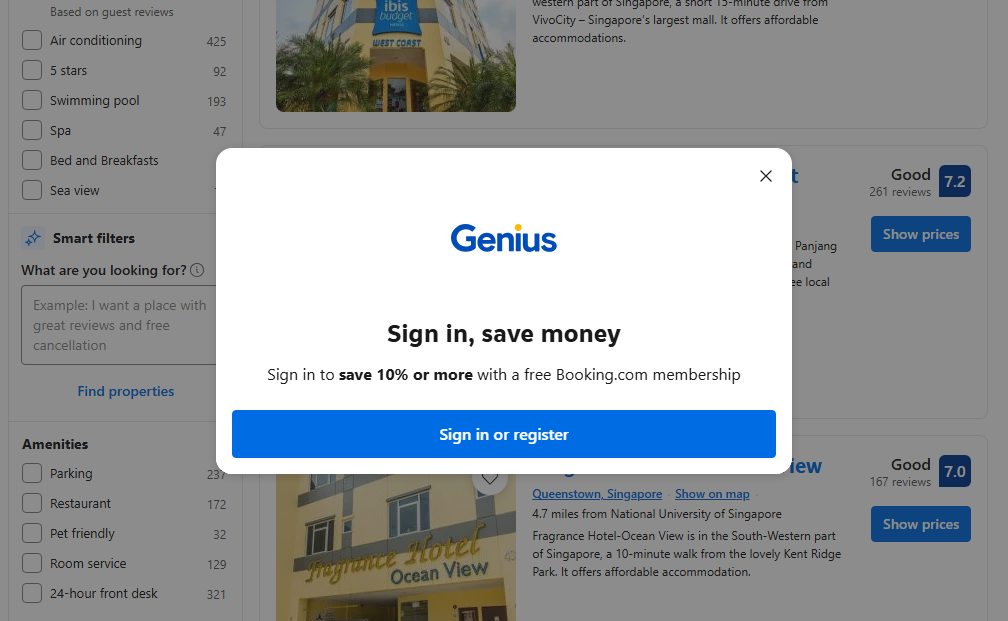 Based on guest reviews
Air conditioning 425
5 stars 92
Swimming pool 193
Spa 47
Bed and Breakfasts
Sea view
Smart filters
What are you looking for?
Example: I want a place with
great reviews and free
cancellation
Find properties
Amenities
Parking 237
Restaurant 172
Pet friendly 32
Room service 129
24-hour front desk 321
ibis
budget
HOTELS
WEST COAST
western part of Singapore, a short 15-minute drive from
VivoCity – Singapore's largest mall. It offers affordable
accommodations.
Good
261 reviews
7.2
Show prices
Panjang
and
local
Genius
Sign in, save money
Sign in to save 10% or more with a free Booking.com membership
Sign in or register
Fragrance Hotel
Ocean View
Good
167 reviews
7.0
Queenstown, Singapore · Show on map ·
4.7 miles from National University of Singapore
Fragrance Hotel-Ocean View is in the South-Western part
of Singapore, a 10-minute walk from the lovely Kent Ridge
Park. It offers affordable accommodation.
Show prices